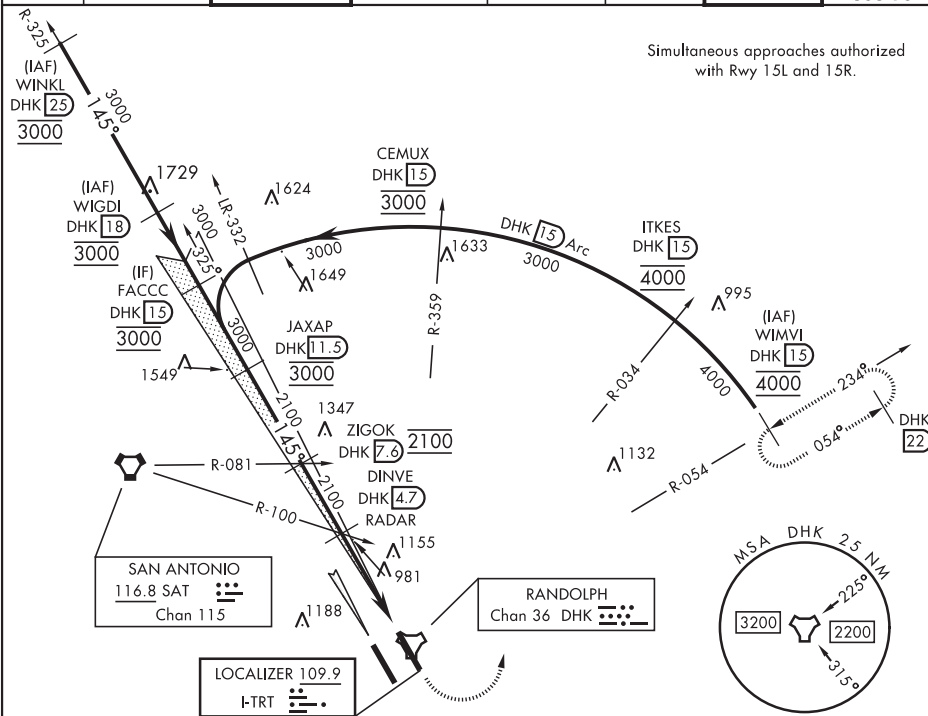 Simultaneous approaches authorized
with Rwy 15L and 15R.
R-325
(IAF)
WINKL
DHK 25
3000
3000
145°
(IAF)
WIGDI
DHK 18
3000
1729
1624
LR-332
3000
325°
(IF)
FACCC
DHK 15
3000
3000
1649
CEMUX
DHK 15
3000
3000
1633
R-359
DHK 15 Arc
3000
ITKES
DHK 15
4000
995
R-034
(IAF)
WIMVI
DHK 15
4000
4000
234°
054°
DHK
22
R-054
1132
JAXAP
DHK 11.5
3000
1549
2100
1347
145°
ZIGOK
DHK 7.6
2100
R-081
2100
DINVE
DHK 4.7
RADAR
R-100
1155
981
1188
SAN ANTONIO
116.8 SAT
Chan 115
RANDOLPH
Chan 36 DHK
LOCALIZER 109.9
I-TRT
MSA DHK 25 NM
225°
3200
2200
315°